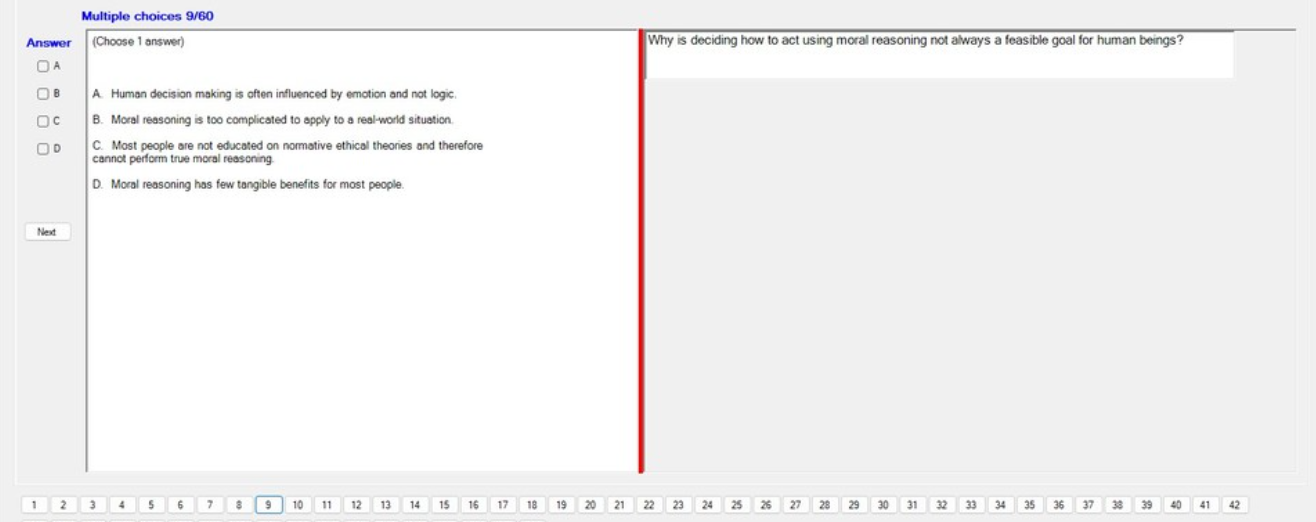 Multiple choices 9/60
Answer
(Choose 1 answer)
Why is deciding how to act using moral reasoning not always a feasible goal for human beings?
A
B
C
D
A. Human decision making is often influenced by emotion and not logic.
B. Moral reasoning is too complicated to apply to a real-world situation.
C. Most people are not educated on normative ethical theories and therefore
cannot perform true moral reasoning.
D. Moral reasoning has few tangible benefits for most people.
Next
1 2 3 4 5 6 7 8 9 10 11 12 13 14 15 16 17 18 19 20 21 22 23 24 25 26 27 28 29 30 31 32 33 34 35 36 37 38 39 40 41 42